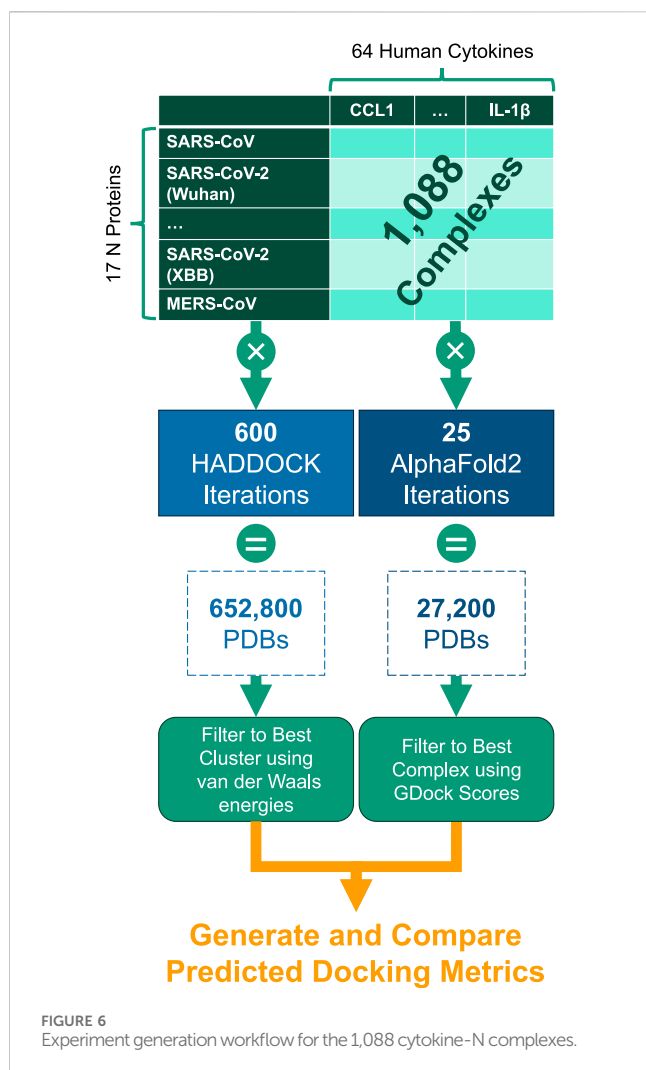 64 Human Cytokines
CCL1 … IL-1β
17 N Proteins
SARS-CoV
SARS-CoV-2
(Wuhan)
…
SARS-CoV-2
(XBB)
MERS-CoV
1,088
Complexes
× ×
600
HADDOCK
Iterations
25
AlphaFold2
Iterations
= =
652,800
PDBs
27,200
PDBs
Filter to Best
Cluster using
van der Waals
energies
Filter to Best
Complex using
GDock Scores
Generate and Compare
Predicted Docking Metrics
FIGURE 6
Experiment generation workflow for the 1,088 cytokine-N complexes.